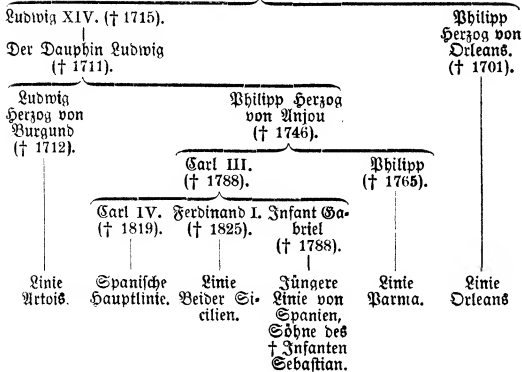 Ludwig XIV. († 1715).
Philipp
Herzog von
Orleans.
(† 1701).
Der Dauphin Ludwig
(† 1711).
Ludwig
Herzog von
Burgund
(† 1712).
Philipp Herzog
von Anjou
(† 1746).
Carl III.
(† 1788).
Philipp
(† 1765).
Carl IV.
(† 1819).
Ferdinand I.
(† 1825).
Infant Ga-
briel
(† 1788).
Linie
Artois.
Spanische
Hauptlinie.
Linie
Beider Si-
cilien.
Jüngere
Linie von
Spanien,
Söhne des
† Infanten
Sebastian.
Linie
Parma.
Linie
Orleans